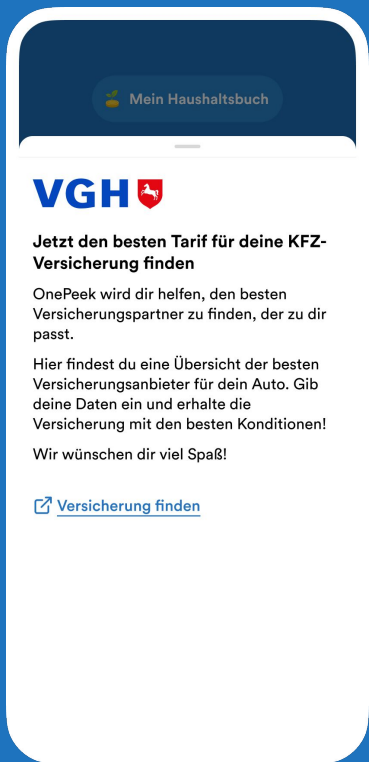 Mein Haushaltsbuch
VGH
Jetzt den besten Tarif für deine KFZ-
Versicherung finden
OnePeek wird dir helfen, den besten
Versicherungspartner zu finden, der zu dir
passt.
Hier findest du eine Übersicht der besten
Versicherungsanbieter für dein Auto. Gib
deine Daten ein und erhalte die
Versicherung mit den besten Konditionen!
Wir wünschen dir viel Spaß!
Versicherung finden